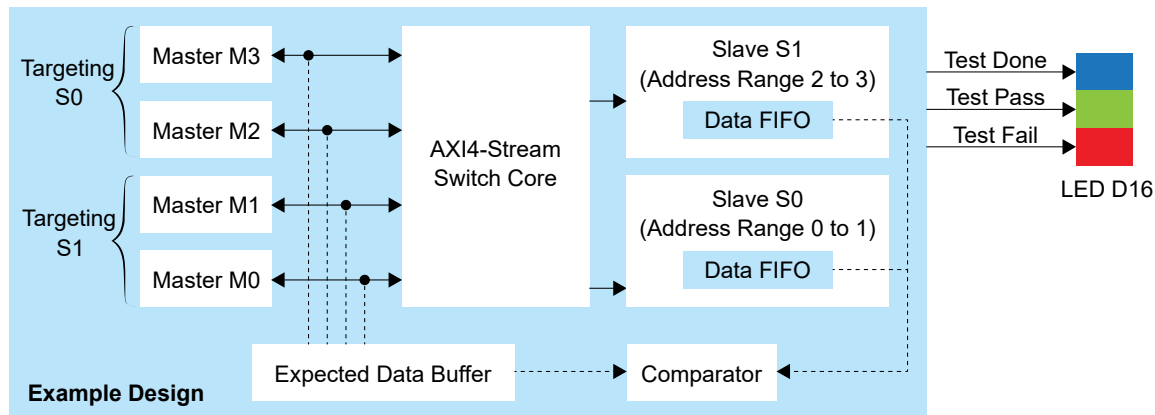 Targeting
S0
Master M3
Master M2
Targeting
S1
Master M1
Master M0
AXI4-Stream
Switch Core
Slave S1
(Address Range 2 to 3)
Data FIFO
Slave S0
(Address Range 0 to 1)
Data FIFO
Expected Data Buffer
Comparator
Example Design
Test Done
Test Pass
Test Fail
LED D16